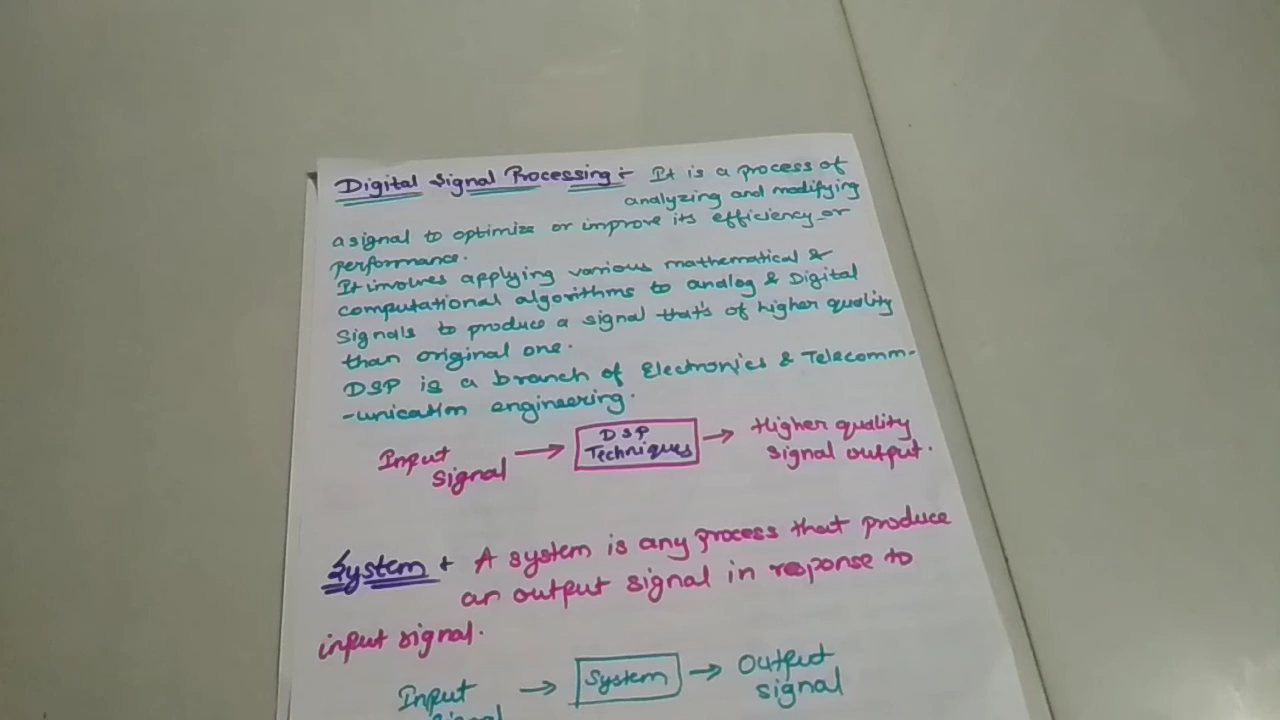 Digital Signal Processing :- It is a process of
analyzing and modifying
a signal to optimize or improve its efficiency or
performance.
It involves applying various mathematical &
computational algorithms to analog & Digital
Signals to produce a signal that's of higher quality
than original one.
DSP is a branch of Electronics & Telecomm-
-unication engineering.
Input
Signal → DSP
Techniques → Higher quality
signal output.
System :- A system is any process that produce
an output signal in reponse to
input signal.
Input
signal → System → Output
signal